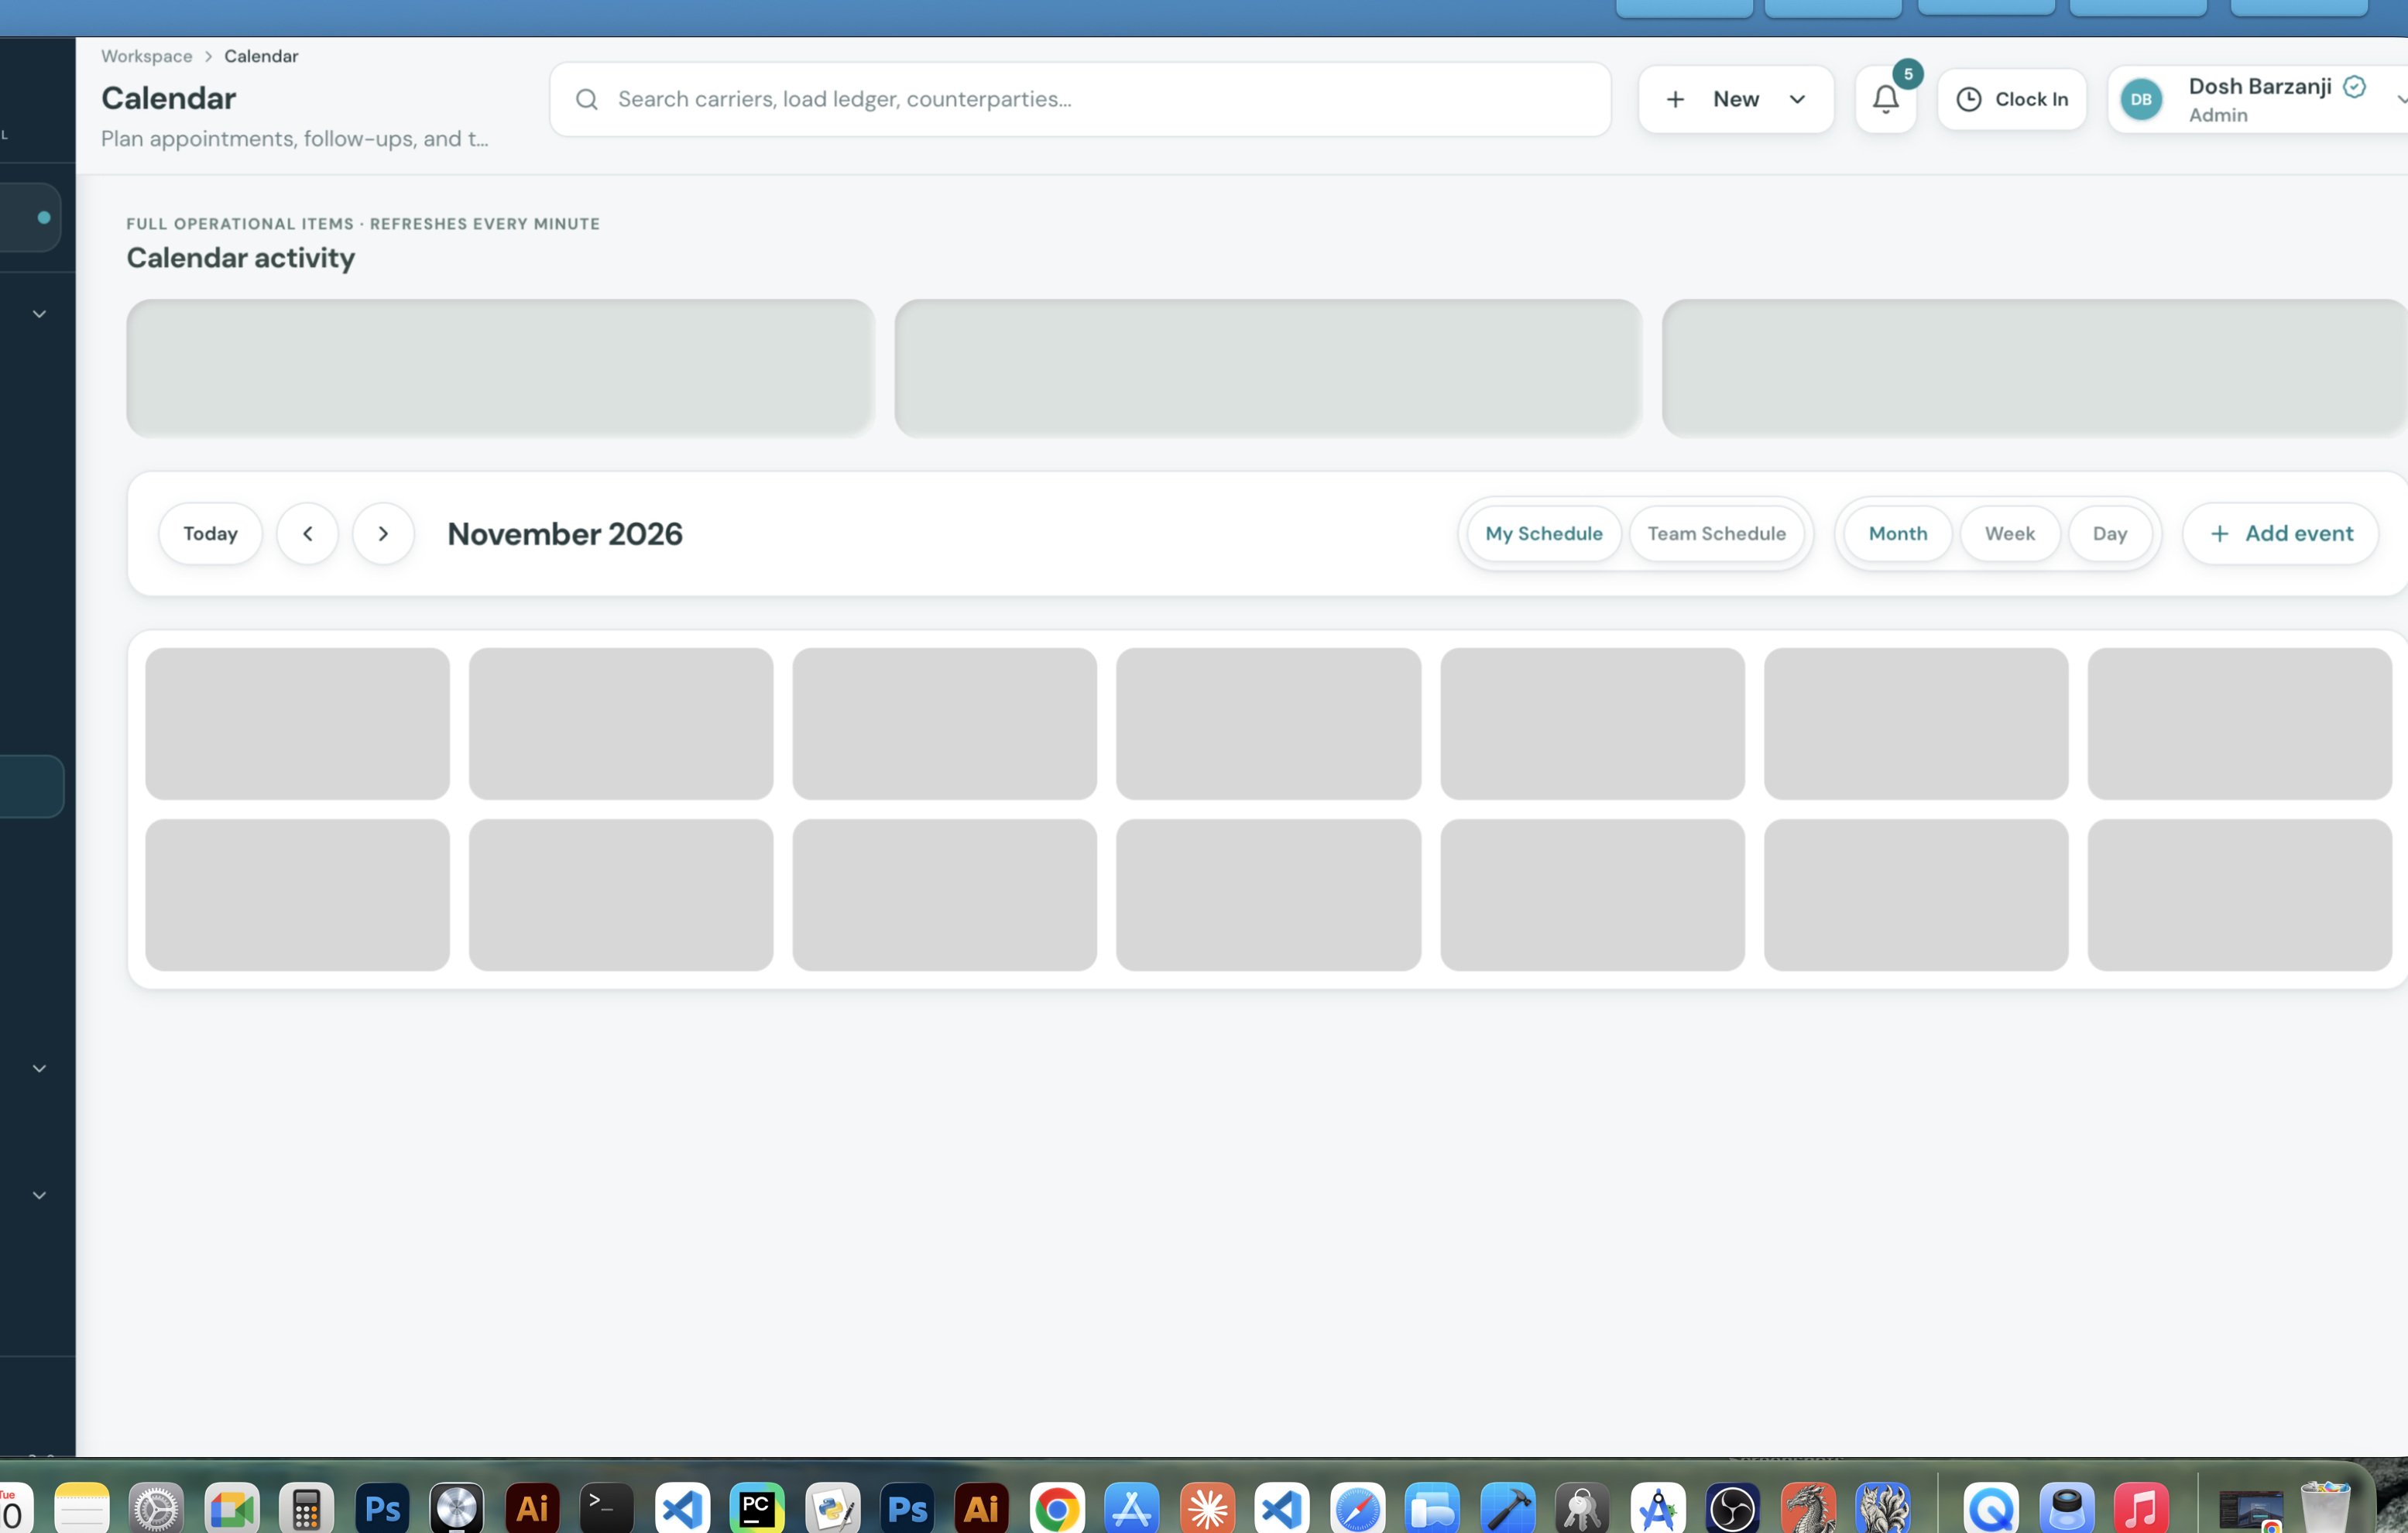 Workspace > Calendar
Calendar
Plan appointments, follow-ups, and t...
Search carriers, load ledger, counterparties...
+ New
5
Clock In
DB
Dosh Barzanji
Admin
L
FULL OPERATIONAL ITEMS · REFRESHES EVERY MINUTE
Calendar activity
Today
November 2026
My Schedule
Team Schedule
Month
Week
Day
+ Add event
Tue
Ps
Ai
>_
PC
Ps
Ai